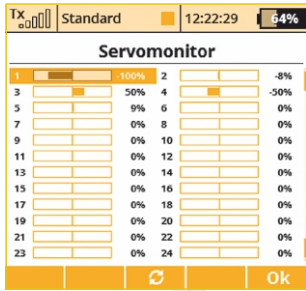 Tx Standard 12:22:29 64%
Servomonitor
1 -100% 2 -8%
3 50% 4 -50%
5 9% 6 0%
7 0% 8 0%
9 0% 10 0%
11 0% 12 0%
13 0% 14 0%
15 0% 16 0%
17 0% 18 0%
19 0% 20 0%
21 0% 22 0%
23 0% 24 0%
Ok